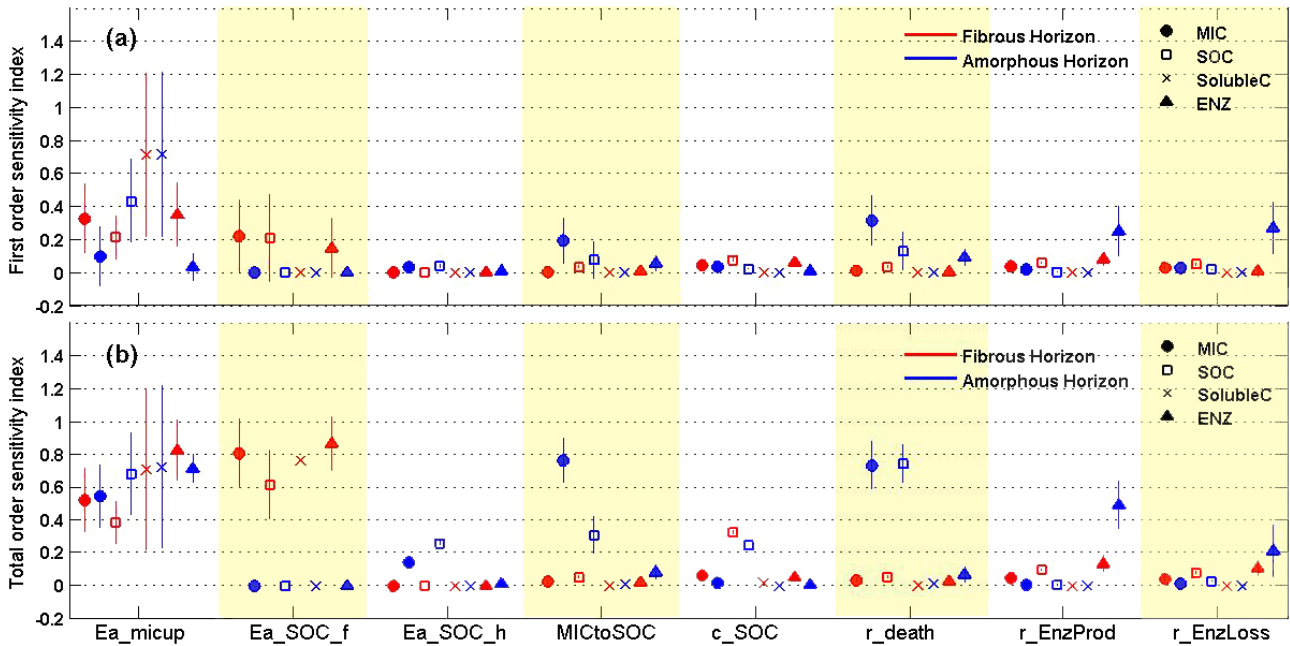 (a)
First order sensitivity index
1.4
1.2
1
0.8
0.6
0.4
0.2
0
-0.2
Fibrous Horizon
Amorphous Horizon
MIC
SOC
SolubleC
ENZ
(b)
Total order sensitivity index
1.4
1.2
1
0.8
0.6
0.4
0.2
0
-0.2
Fibrous Horizon
Amorphous Horizon
MIC
SOC
SolubleC
ENZ
Ea_micup Ea_SOC_f Ea_SOC_h MICtoSOC c_SOC r_death r_EnzProd r_EnzLoss